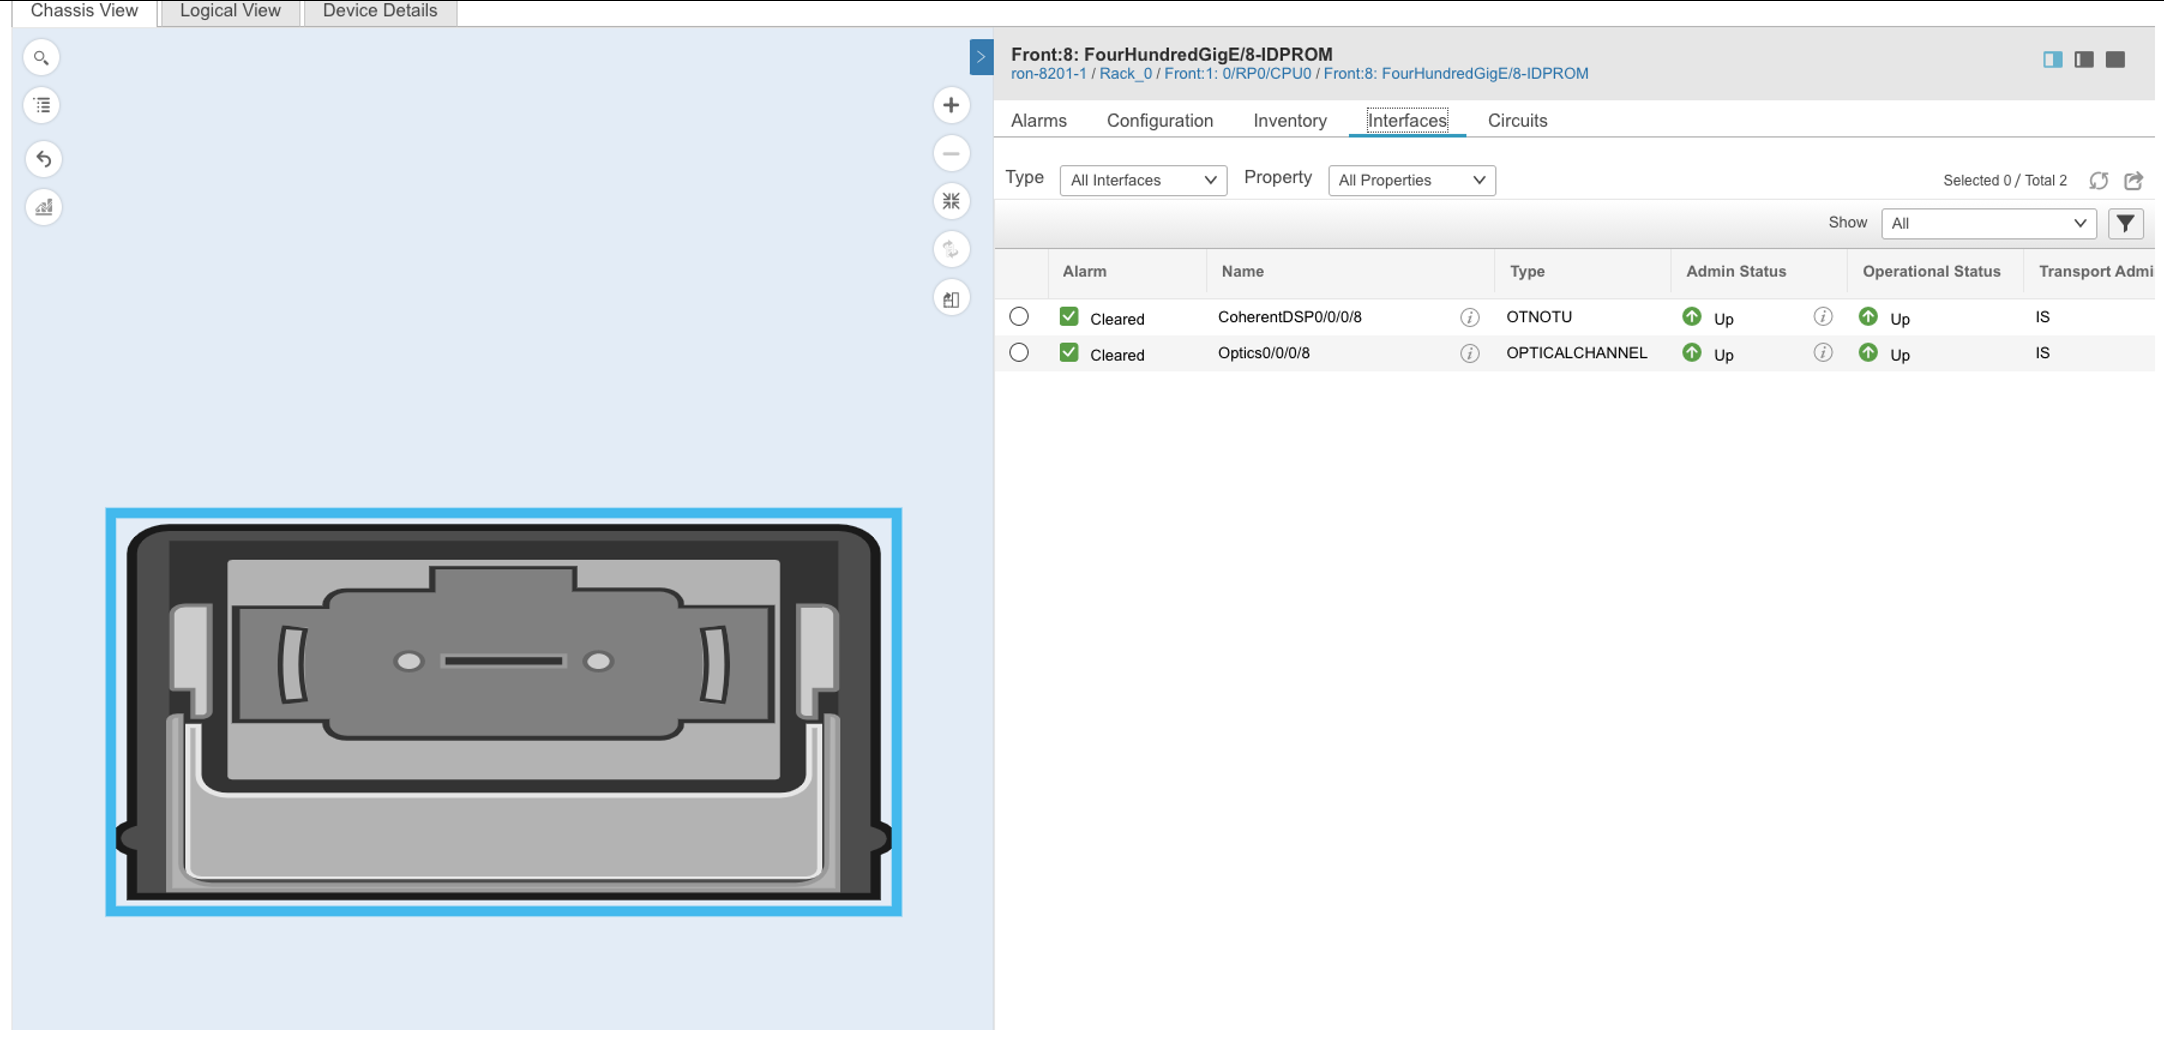 Chassis View Logical View Device Details
Front:8: FourHundredGigE/8-IDPROM
ron-8201-1 / Rack_0 / Front:1: 0/RP0/CPU0 / Front:8: FourHundredGigE/8-IDPROM
Alarms Configuration Inventory Interfaces Circuits
Type All Interfaces Property All Properties Selected 0 / Total 2
Show All
Alarm Name Type Admin Status Operational Status Transport Admi
Cleared CoherentDSP0/0/0/8 OTNOTU Up Up IS
Cleared Optics0/0/0/8 OPTICALCHANNEL Up Up IS